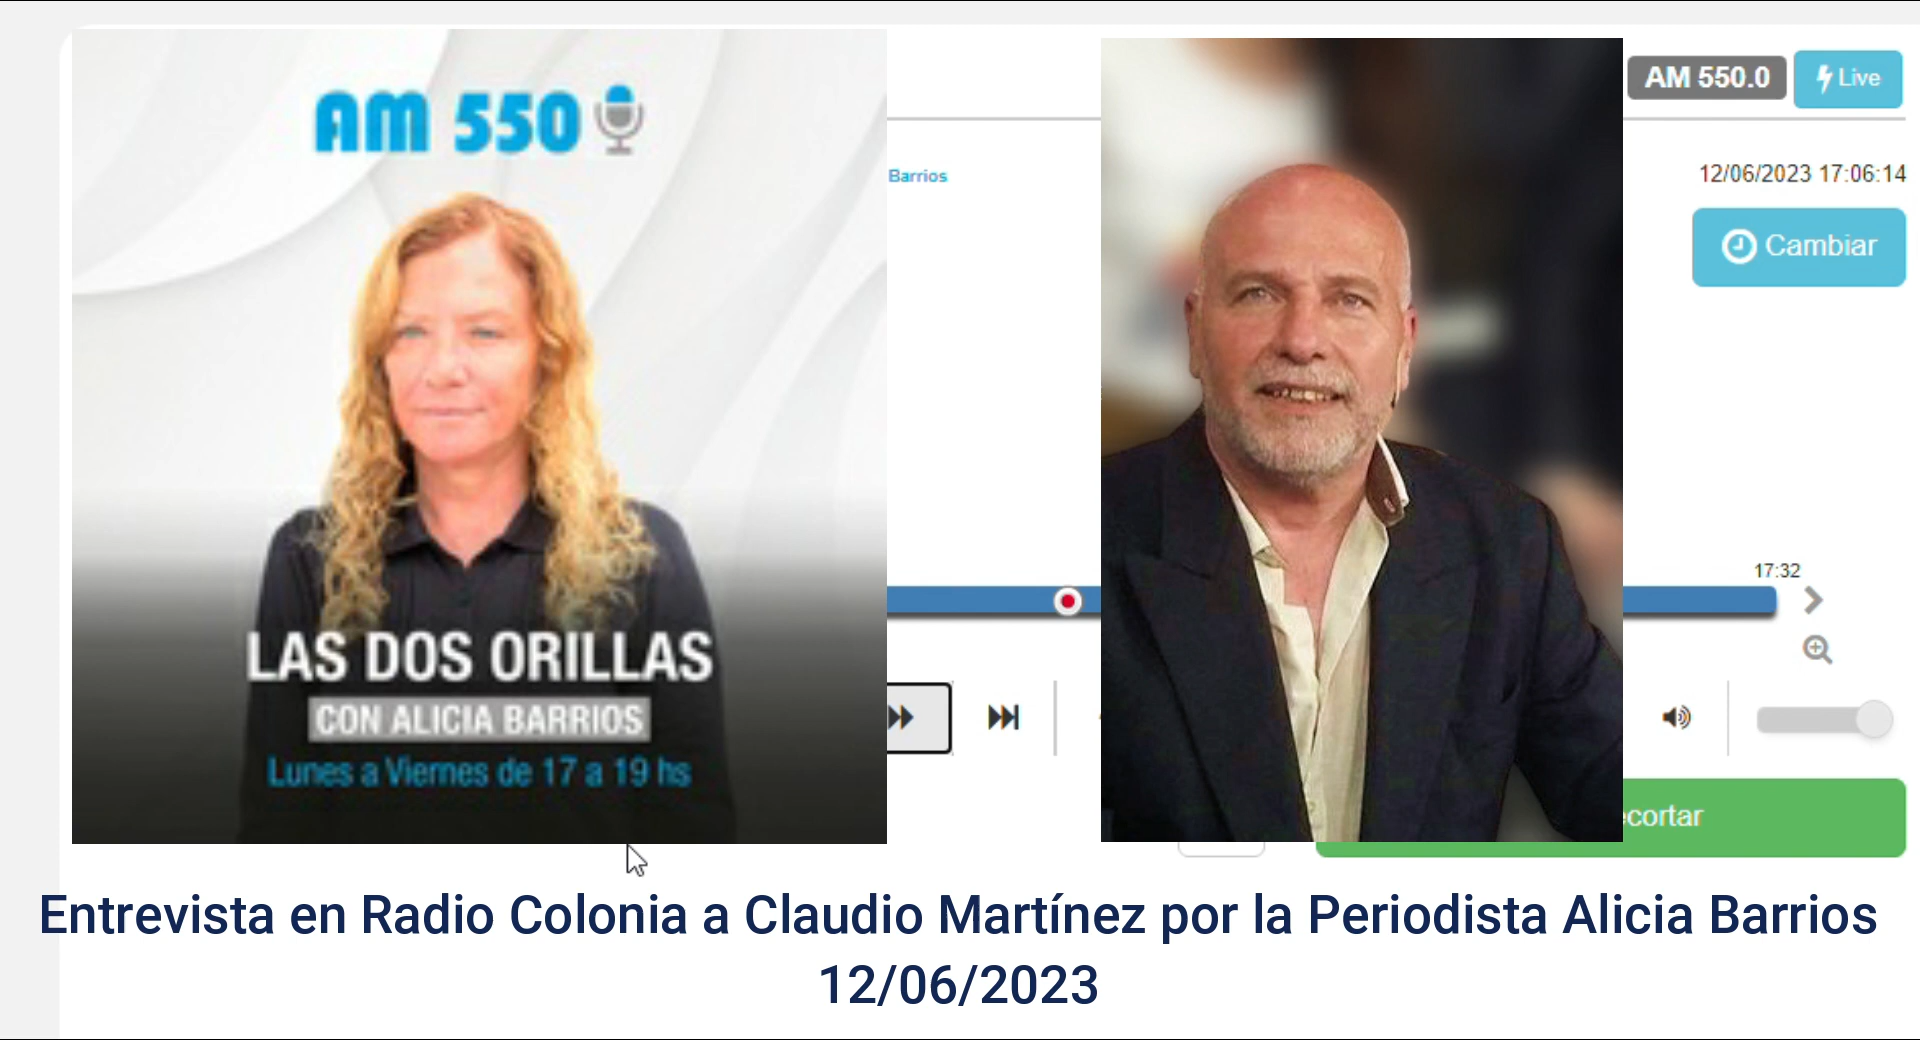 AM 550
AM 550.0
Live
Barrios
12/06/2023 17:06:14
Cambiar
17:32
LAS DOS ORILLAS
CON ALICIA BARRIOS
Lunes a Viernes de 17 a 19 hs
ecortar
Entrevista en Radio Colonia a Claudio Martínez por la Periodista Alicia Barrios
12/06/2023